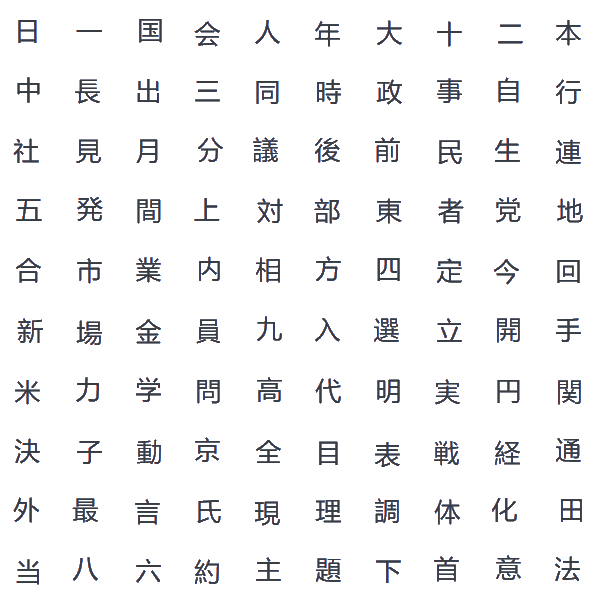 日 一 国 会 人 年 大 十 二 本
中 長 出 三 同 時 政 事 自 行
社 見 月 分 議 後 前 民 生 連
五 発 間 上 対 部 東 者 党 地
合 市 業 内 相 方 四 定 今 回
新 場 金 員 九 入 選 立 開 手
米 力 学 問 高 代 明 実 円 関
決 子 動 京 全 目 表 戦 経 通
外 最 言 氏 現 理 調 体 化 田
当 八 六 約 主 題 下 首 意 法